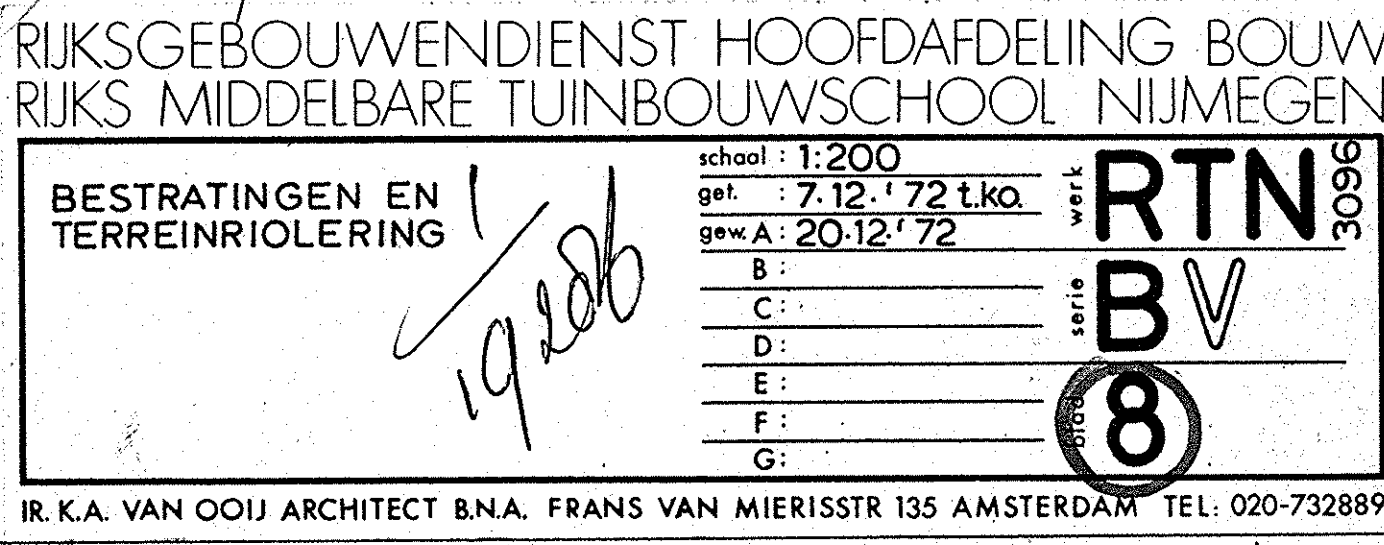 RIJKSGEBOUWENDIENST HOOFDAFDELING BOUW
RIJKS MIDDELBARE TUINBOUWSCHOOL NIJMEGEN
BESTRATINGEN EN
TERREINRIOLERING
schaal : 1:200
get. : 7.12.'72 t.ko.
gew. A : 20.12.'72
B :
C :
D :
E :
F :
G :
werk RTN 3096
serie BV
blad 8
IR. K.A. VAN OOIJ ARCHITECT B.N.A. FRANS VAN MIERISSTR 135 AMSTERDAM TEL: 020-732889